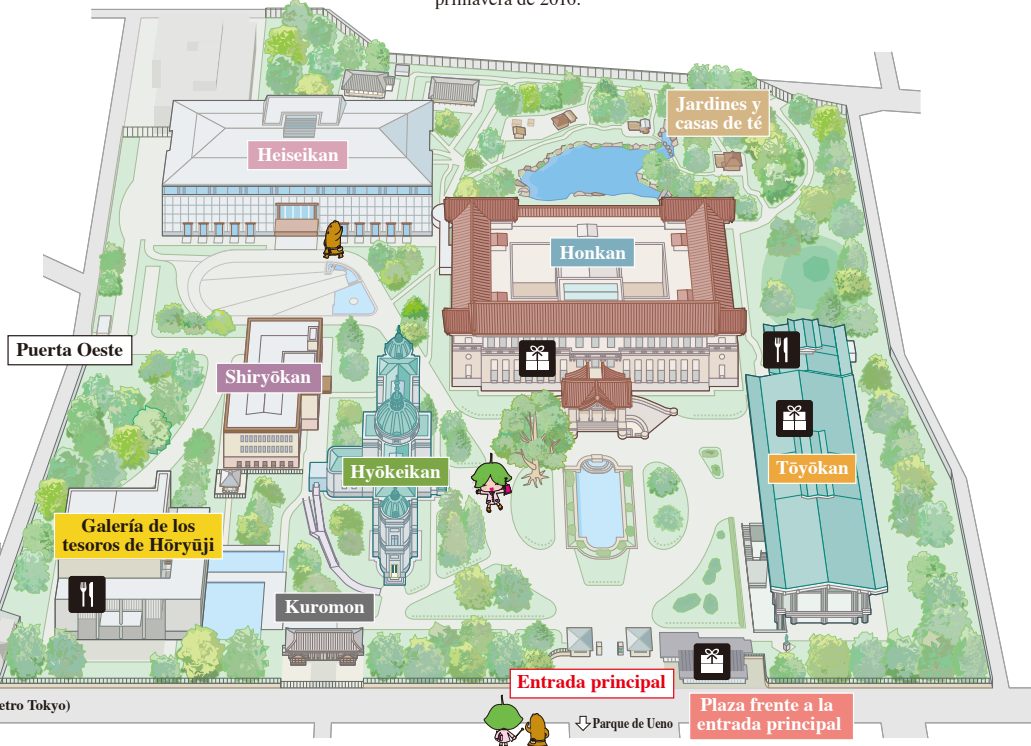 primavera de 2016.
Jardines y
casas de té
Heiseikan
Honkan
Puerta Oeste
Shiryōkan
Hyōkeikan
Tōyōkan
Galería de los
tesoros de Hōryūji
Kuromon
Entrada principal
Plaza frente a la
entrada principal
Parque de Ueno
Tokyo)